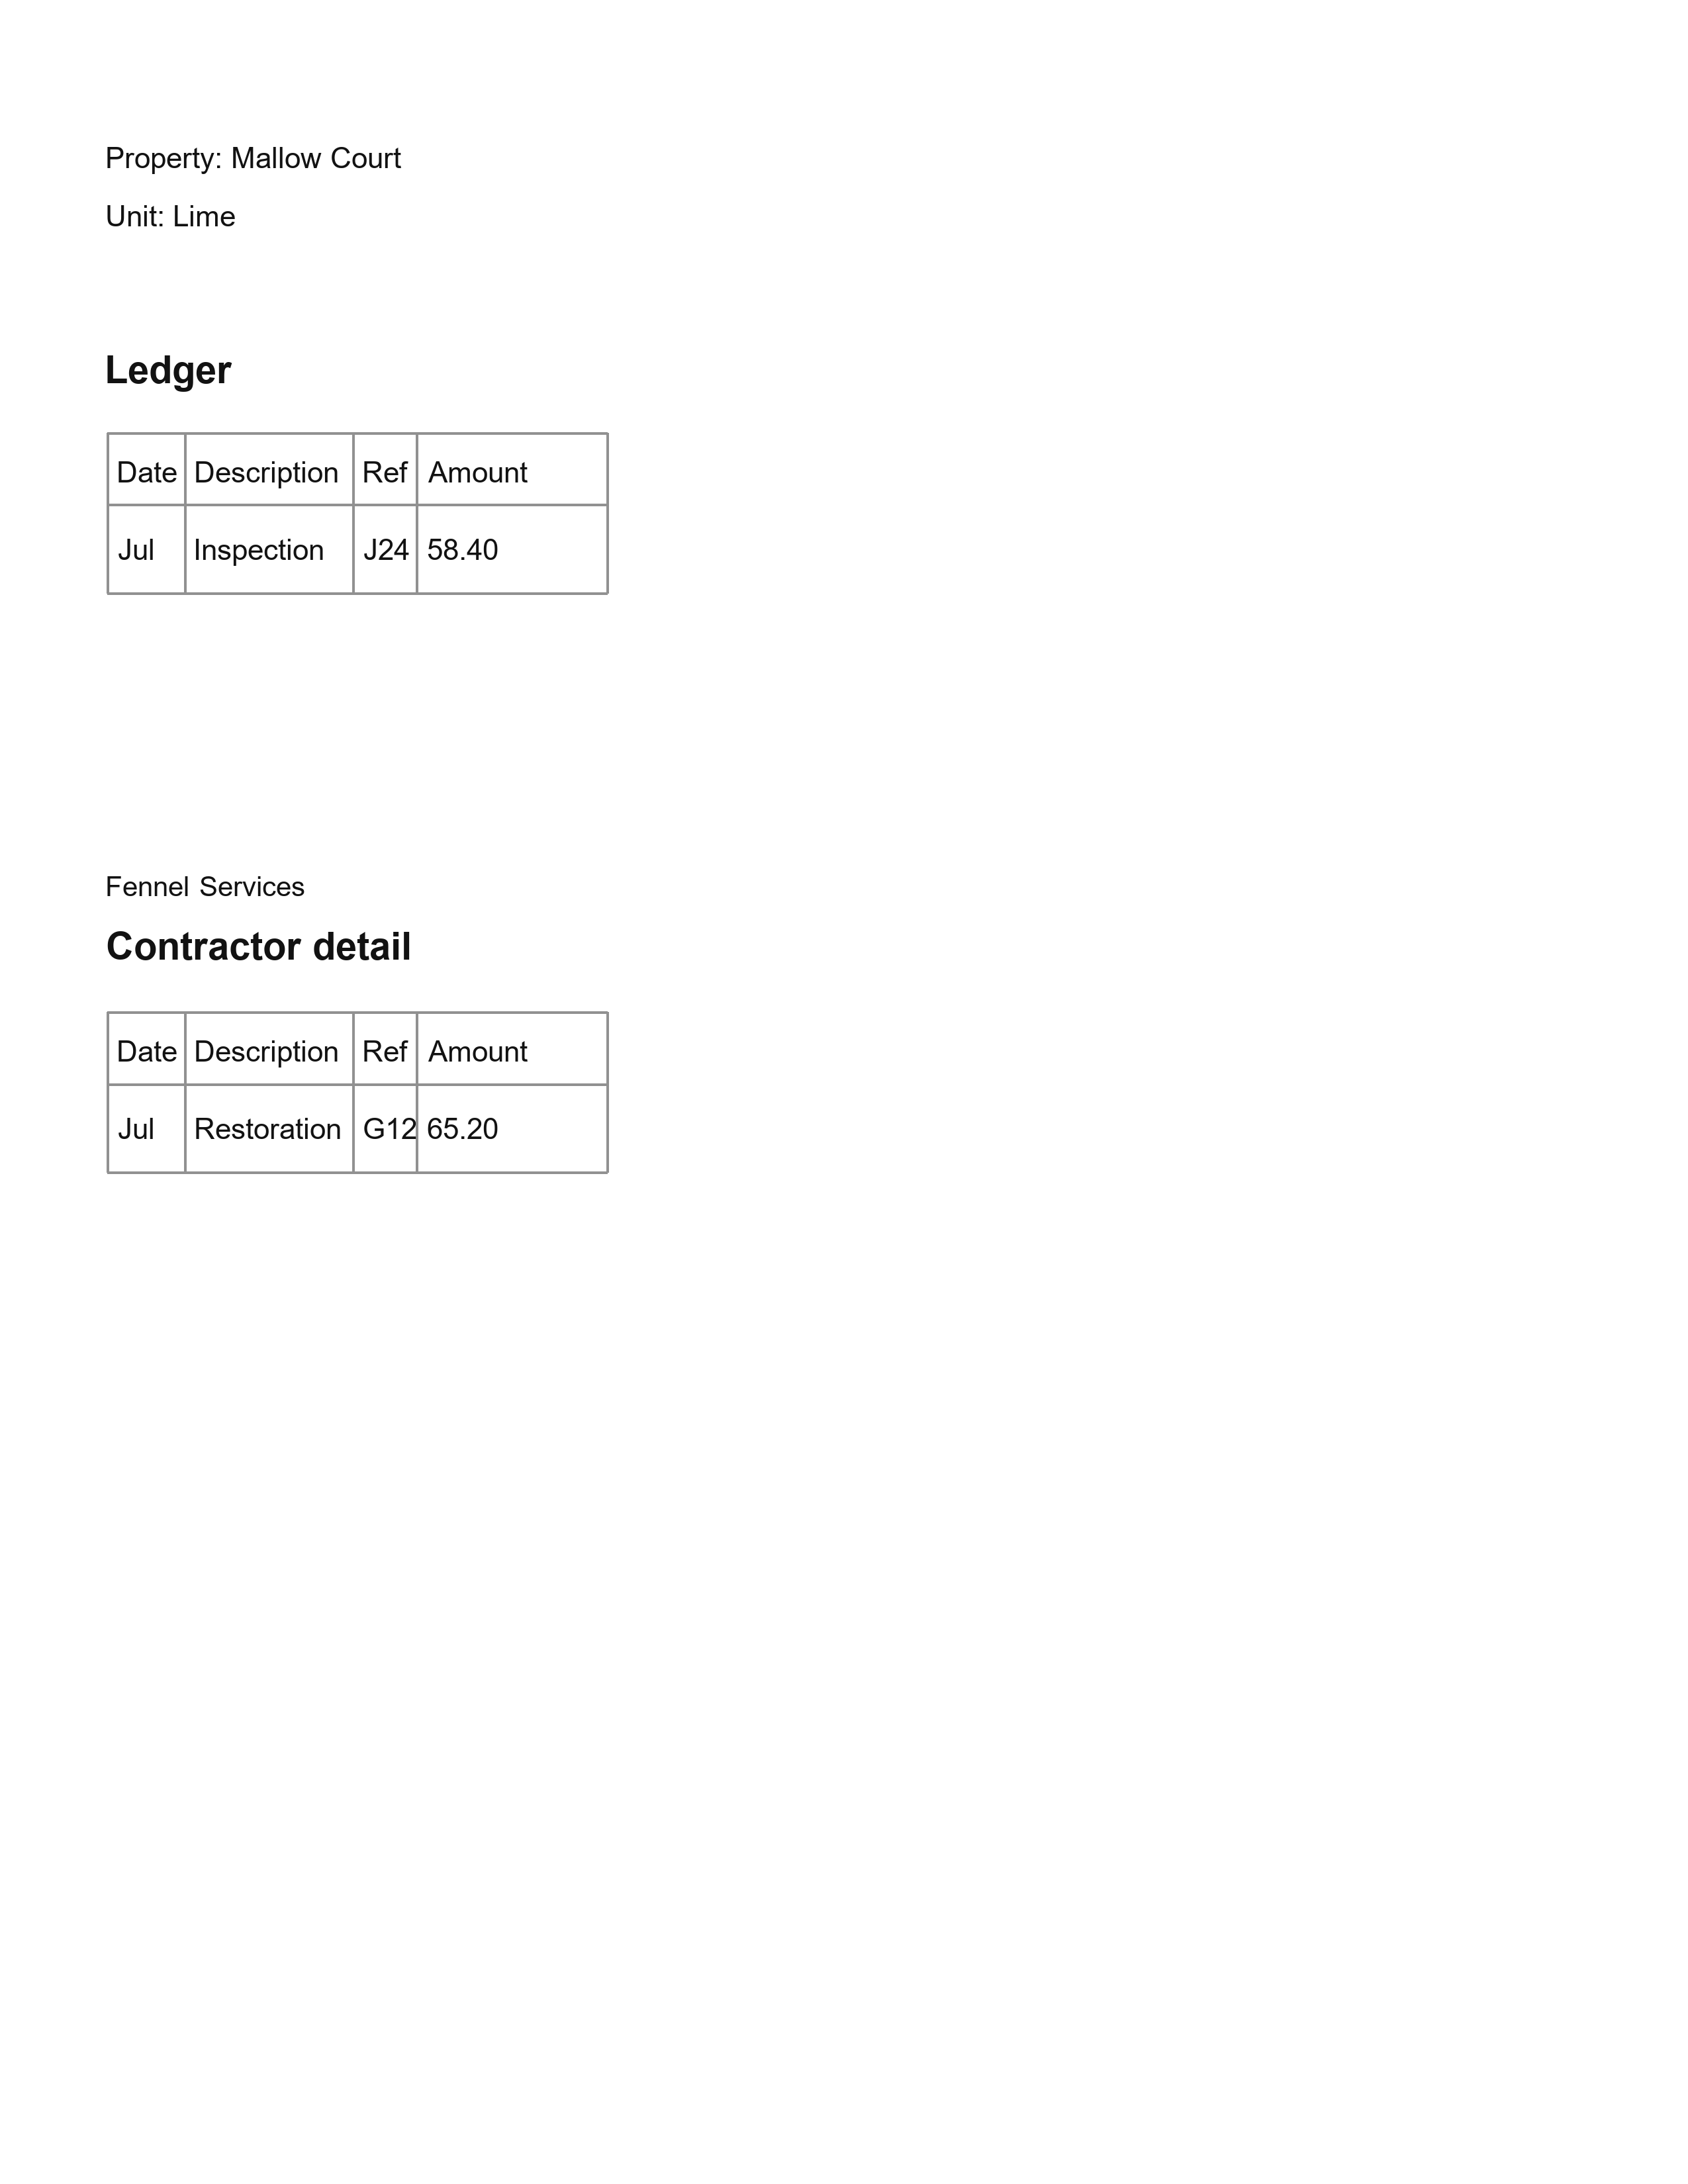 Property: Mallow Court
Unit: Lime
Ledger
Date Description Ref Amount
Jul Inspection J24 58.40
Fennel Services
Contractor detail
Date Description Ref Amount
Jul Restoration G12 65.20